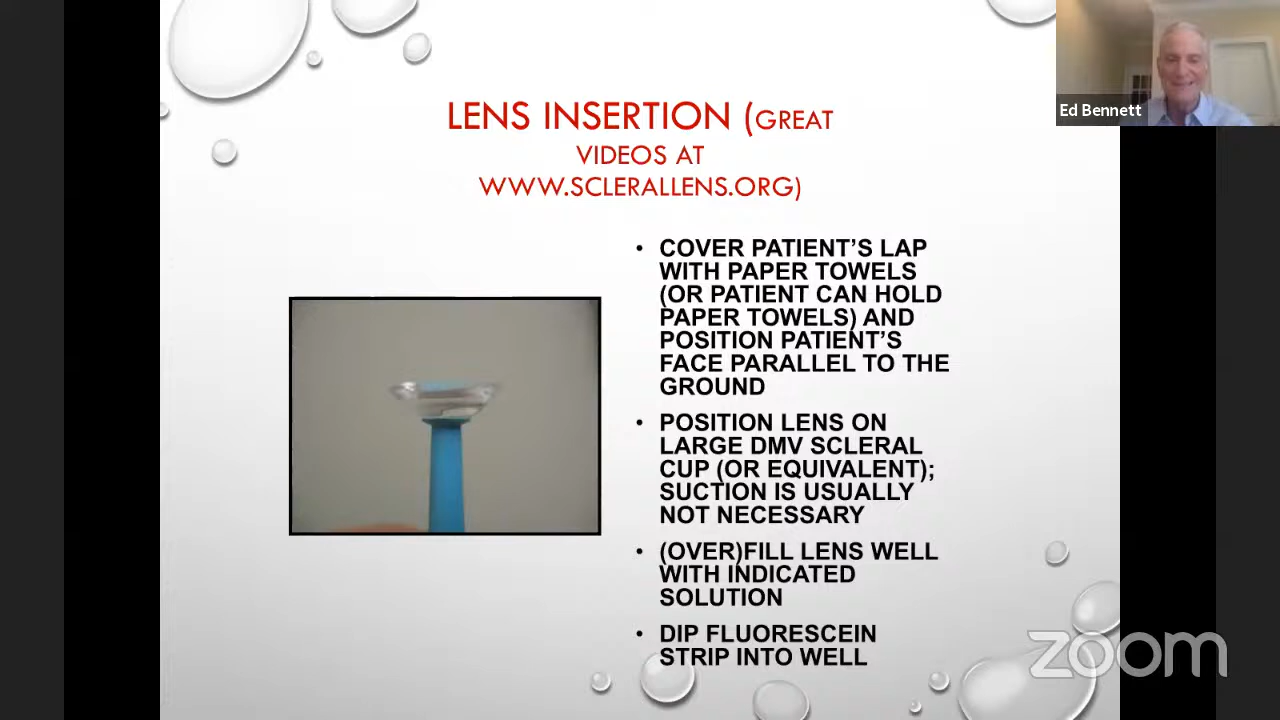 Ed Bennett
LENS INSERTION (GREAT
VIDEOS AT
WWW.SCLERALLENS.ORG)
• COVER PATIENT'S LAP
WITH PAPER TOWELS
(OR PATIENT CAN HOLD
PAPER TOWELS) AND
POSITION PATIENT'S
FACE PARALLEL TO THE
GROUND
• POSITION LENS ON
LARGE DMV SCLERAL
CUP (OR EQUIVALENT);
SUCTION IS USUALLY
NOT NECESSARY
• (OVER)FILL LENS WELL
WITH INDICATED
SOLUTION
• DIP FLUORESCEIN
STRIP INTO WELL
zoom